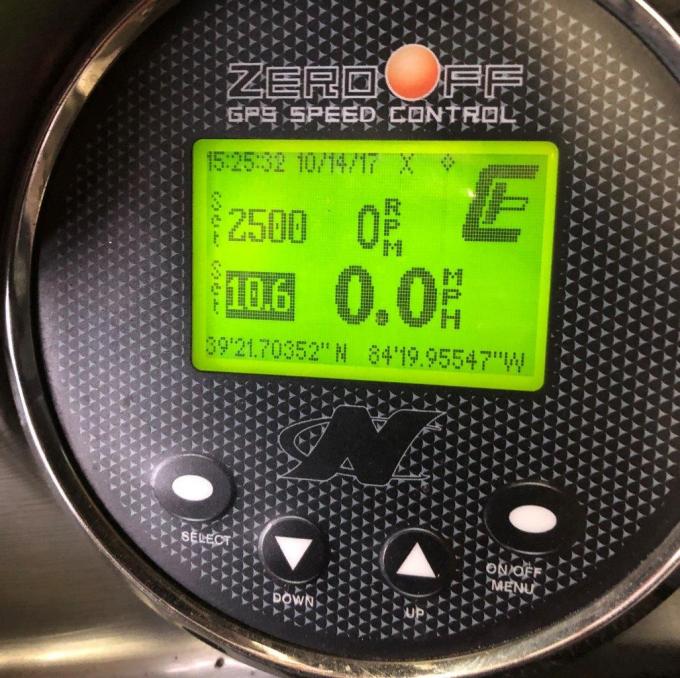 ZERO OFF
GPS SPEED CONTROL
15:25:32 10/14/17 X
Set 2500 0 RPM
Set 10.6 0.0 MPH
39'21.70352"N 84'19.95547"W
N
SELECT
DOWN
UP
ON/OFF
MENU